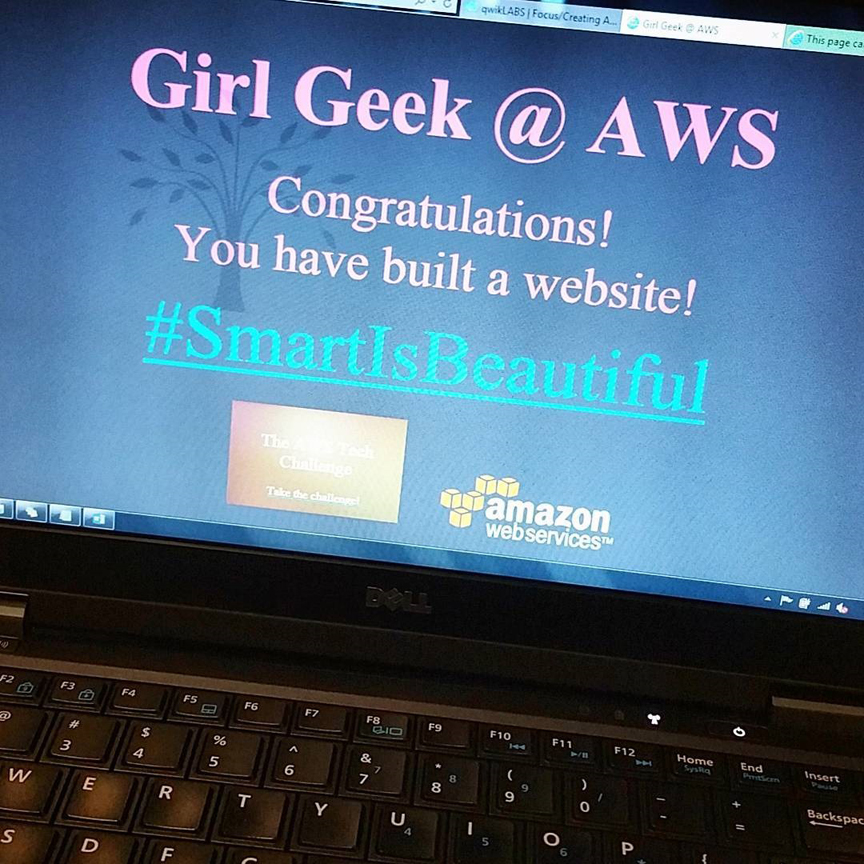 qwikLABS | Focus/Creating A...
Girl Geek @ AWS
This page ca
Girl Geek @ AWS
Congratulations!
You have built a website!
#SmartIsBeautiful
The AWS Tech
Challenge
Take the challenge!
amazon
webservices™
DELL
F2 F3 F4 F5 F6 F7 F8 F9 F10 F11 F12 Home End Insert
SysRq PrntScrn Pause
@ # $ % ^ & 7 * 8 ( 9 ) / _ + Backspac
3 4 5 6 7 8 9 0 - =
W E R T Y U 4 I 5 O 6 P {
S D F